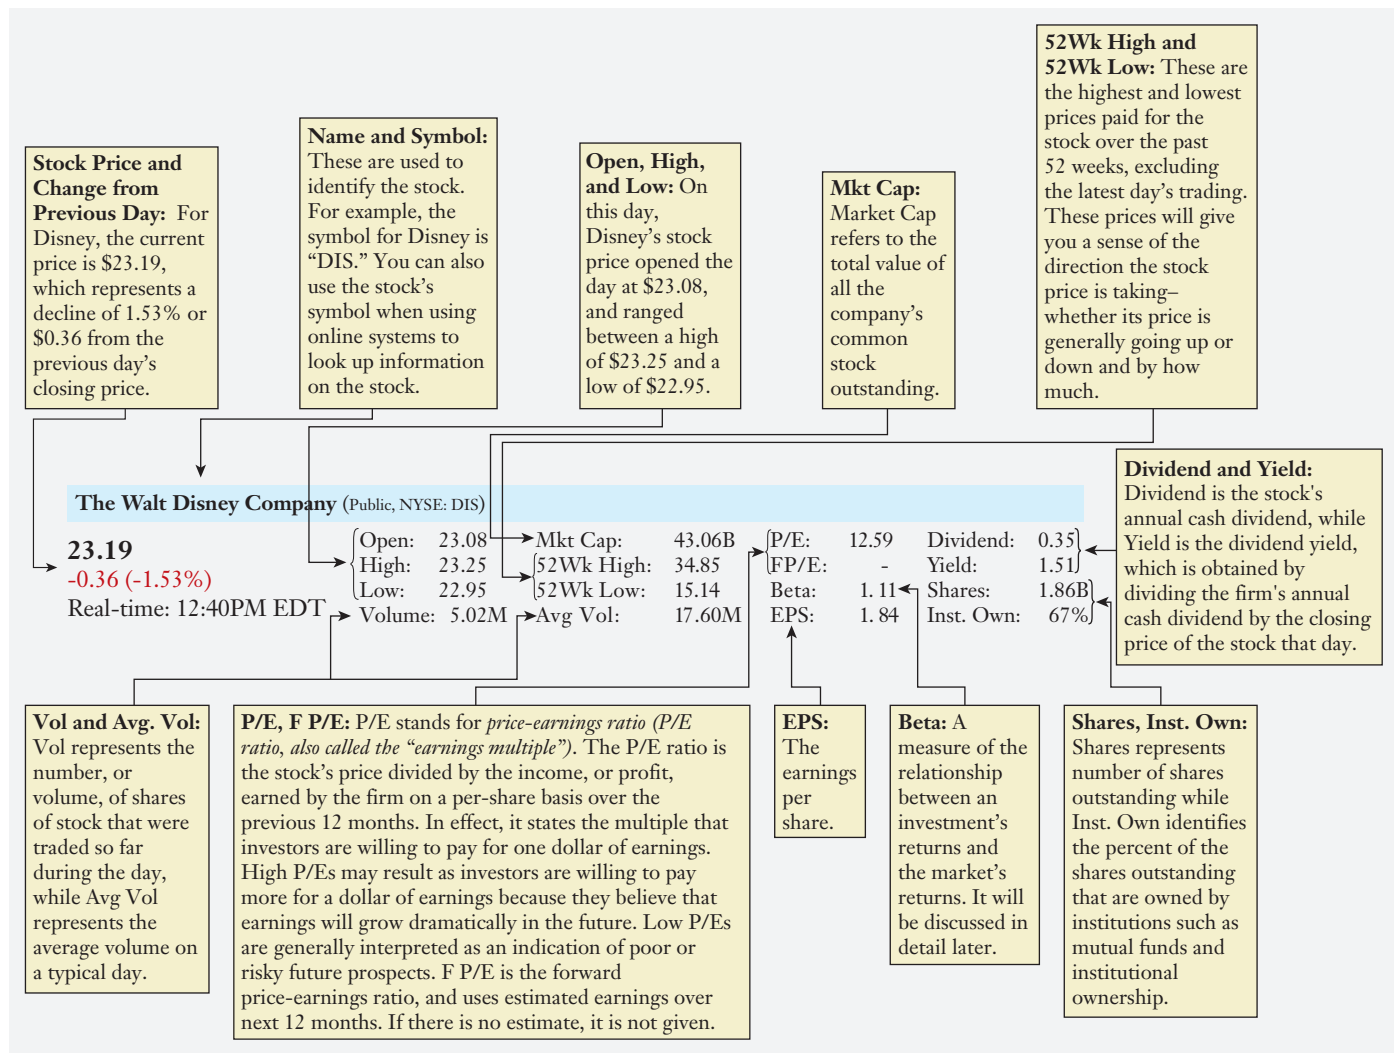 Stock Price and
Change from
Previous Day: For
Disney, the current
price is $23.19,
which represents a
decline of 1.53% or
$0.36 from the
previous day's
closing price.
Name and Symbol:
These are used to
identify the stock.
For example, the
symbol for Disney is
“DIS.” You can also
use the stock's
symbol when using
online systems to
look up information
on the stock.
Open, High,
and Low: On
this day,
Disney's stock
price opened the
day at $23.08,
and ranged
between a high
of $23.25 and a
low of $22.95.
Mkt Cap:
Market Cap
refers to the
total value of
all the
company's
common
stock
outstanding.
52Wk High and
52Wk Low: These are
the highest and lowest
prices paid for the
stock over the past
52 weeks, excluding
the latest day's trading.
These prices will give
you a sense of the
direction the stock
price is taking–
whether its price is
generally going up or
down and by how
much.
Dividend and Yield:
Dividend is the stock's
annual cash dividend, while
Yield is the dividend yield,
which is obtained by
dividing the firm's annual
cash dividend by the closing
price of the stock that day.
The Walt Disney Company (Public, NYSE: DIS)
23.19
-0.36 (-1.53%)
Real-time: 12:40PM EDT
Open: 23.08 Mkt Cap: 43.06B P/E: 12.59 Dividend: 0.35
High: 23.25 52Wk High: 34.85 FP/E: - Yield: 1.51
Low: 22.95 52Wk Low: 15.14 Beta: 1. 11 Shares: 1.86B
Volume: 5.02M Avg Vol: 17.60M EPS: 1. 84 Inst. Own: 67%
Vol and Avg. Vol:
Vol represents the
number, or
volume, of shares
of stock that were
traded so far
during the day,
while Avg Vol
represents the
average volume on
a typical day.
P/E, F P/E: P/E stands for price-earnings ratio (P/E
ratio, also called the “earnings multiple”). The P/E ratio is
the stock's price divided by the income, or profit,
earned by the firm on a per-share basis over the
previous 12 months. In effect, it states the multiple that
investors are willing to pay for one dollar of earnings.
High P/Es may result as investors are willing to pay
more for a dollar of earnings because they believe that
earnings will grow dramatically in the future. Low P/Es
are generally interpreted as an indication of poor or
risky future prospects. F P/E is the forward
price-earnings ratio, and uses estimated earnings over
next 12 months. If there is no estimate, it is not given.
EPS:
The
earnings
per
share.
Beta: A
measure of the
relationship
between an
investment's
returns and
the market's
returns. It will
be discussed in
detail later.
Shares, Inst. Own:
Shares represents
number of shares
outstanding while
Inst. Own identifies
the percent of the
shares outstanding
that are owned by
institutions such as
mutual funds and
institutional
ownership.